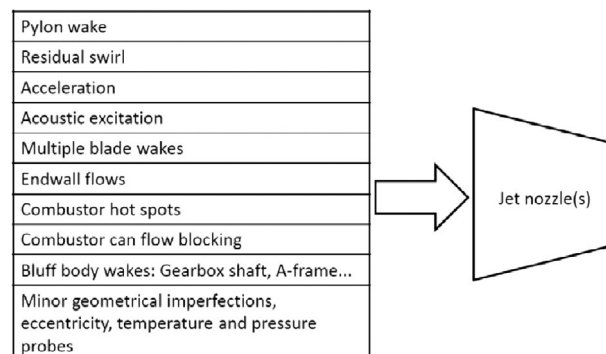 Pylon wake
Residual swirl
Acceleration
Acoustic excitation
Multiple blade wakes
Endwall flows
Combustor hot spots
Combustor can flow blocking
Bluff body wakes: Gearbox shaft, A-frame...
Minor geometrical imperfections,
eccentricity, temperature and pressure
probes
Jet nozzle(s)